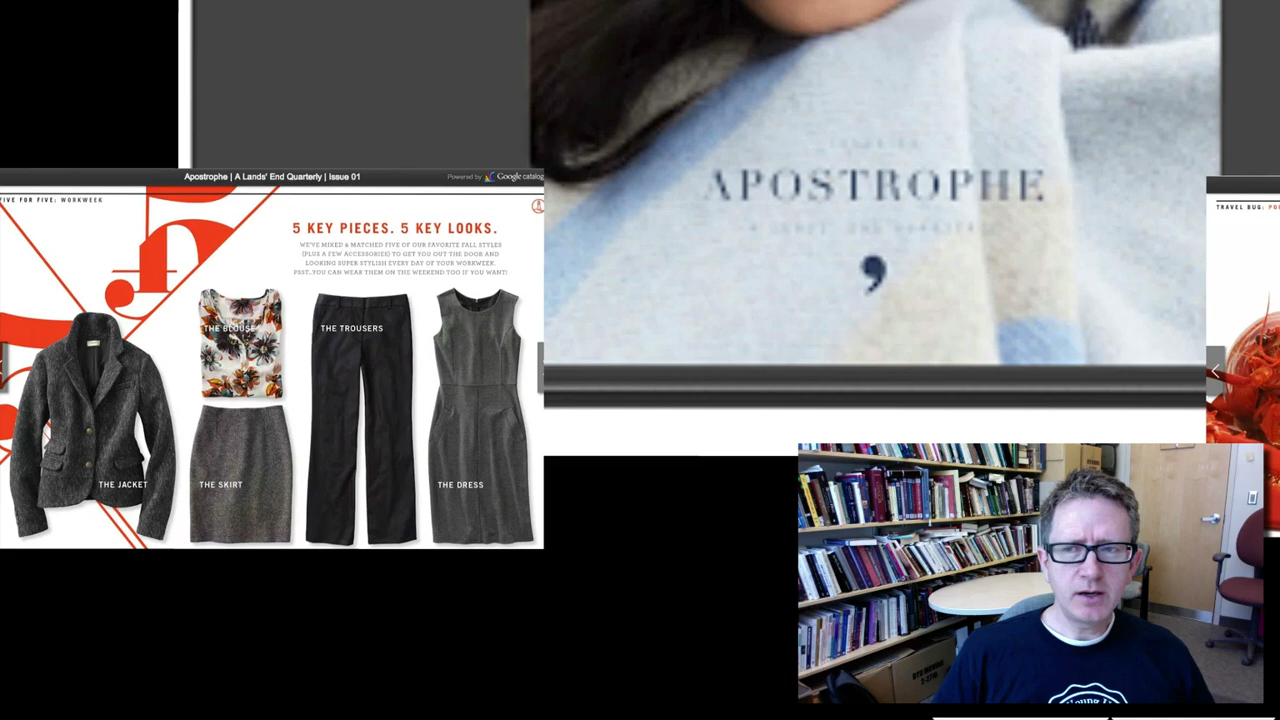 APOSTROPHE
Apostrophe | A Lands' End Quarterly | Issue 01
Powered by Google catalog
FIVE FOR FIVE: WORKWEEK
5 KEY PIECES. 5 KEY LOOKS.
WE'VE MIXED & MATCHED FIVE OF OUR FAVORITE FALL STYLES
(PLUS A FEW ACCESSORIES) TO GET YOU OUT THE DOOR AND
LOOKING SUPER STYLISH EVERY DAY OF YOUR WORKWEEK.
PSST...YOU CAN WEAR THEM ON THE WEEKEND TOO IF YOU WANT!
THE BLOUSE
THE TROUSERS
THE JACKET
THE SKIRT
THE DRESS
TRAVEL BUG: